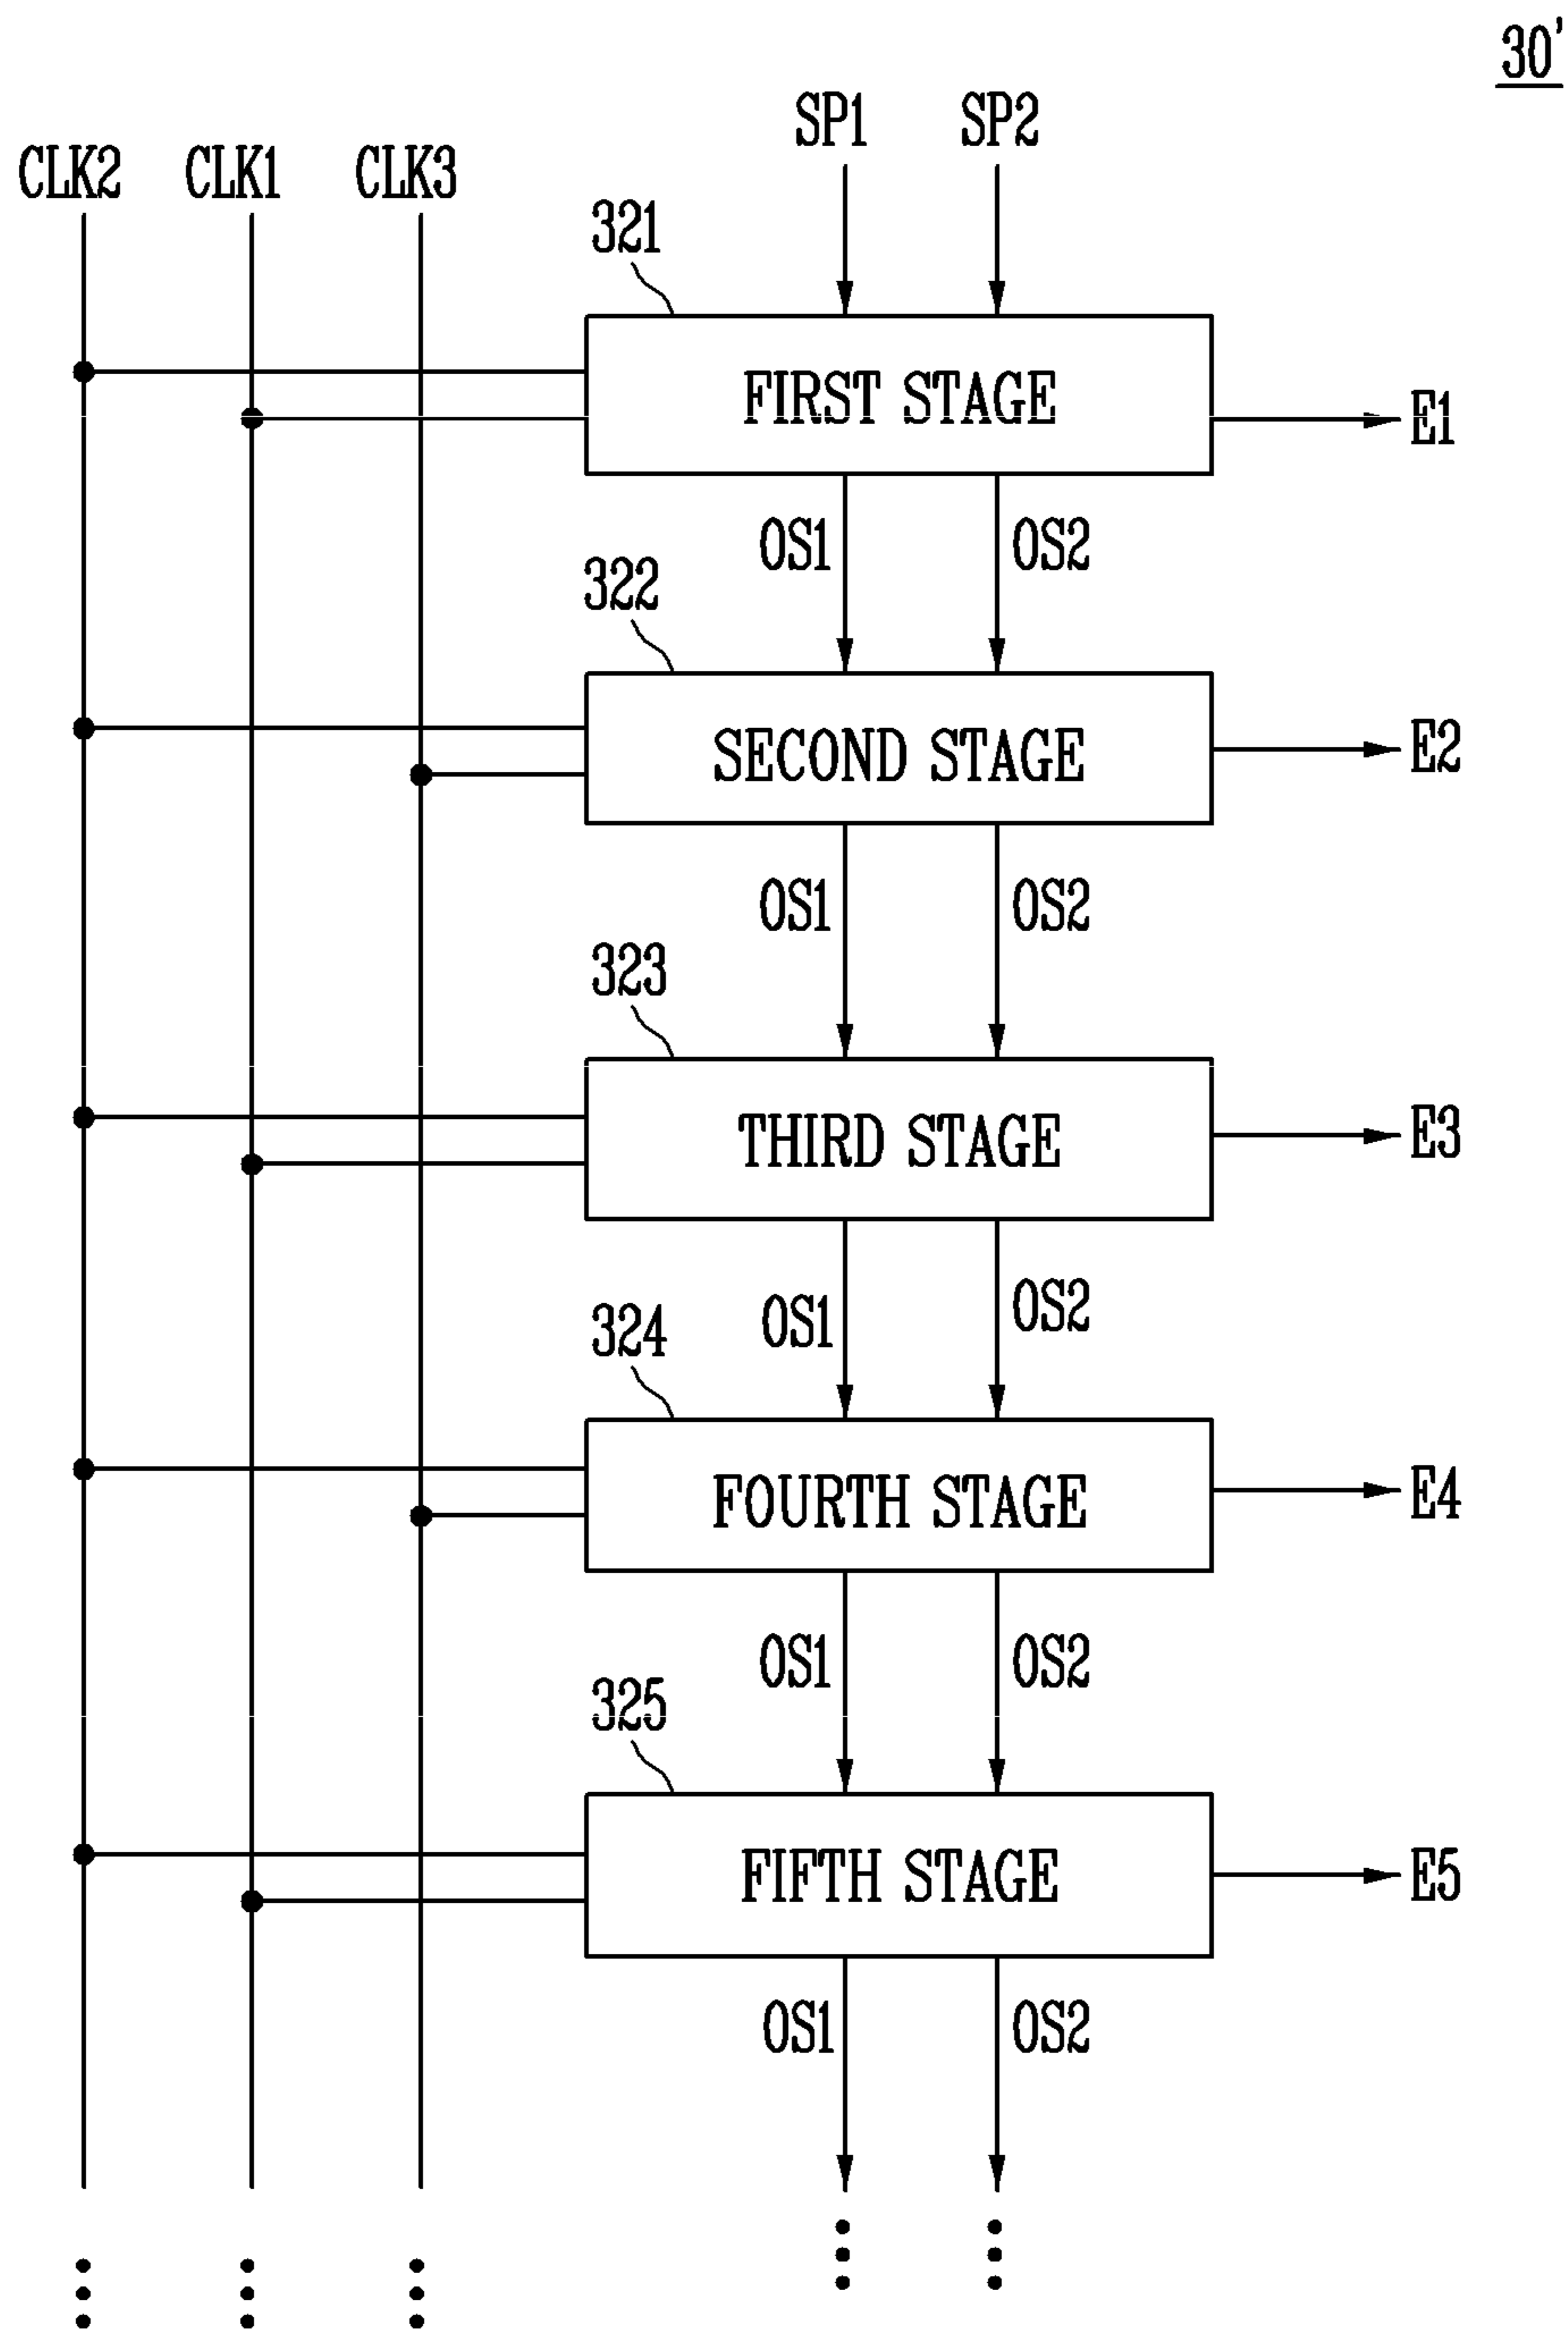 30'
SP1 SP2
CLK2 CLK1 CLK3
321
FIRST STAGE
E1
OS1 OS2
322
SECOND STAGE
E2
OS1 OS2
323
THIRD STAGE
E3
OS1 OS2
324
FOURTH STAGE
E4
OS1 OS2
325
FIFTH STAGE
E5
OS1 OS2